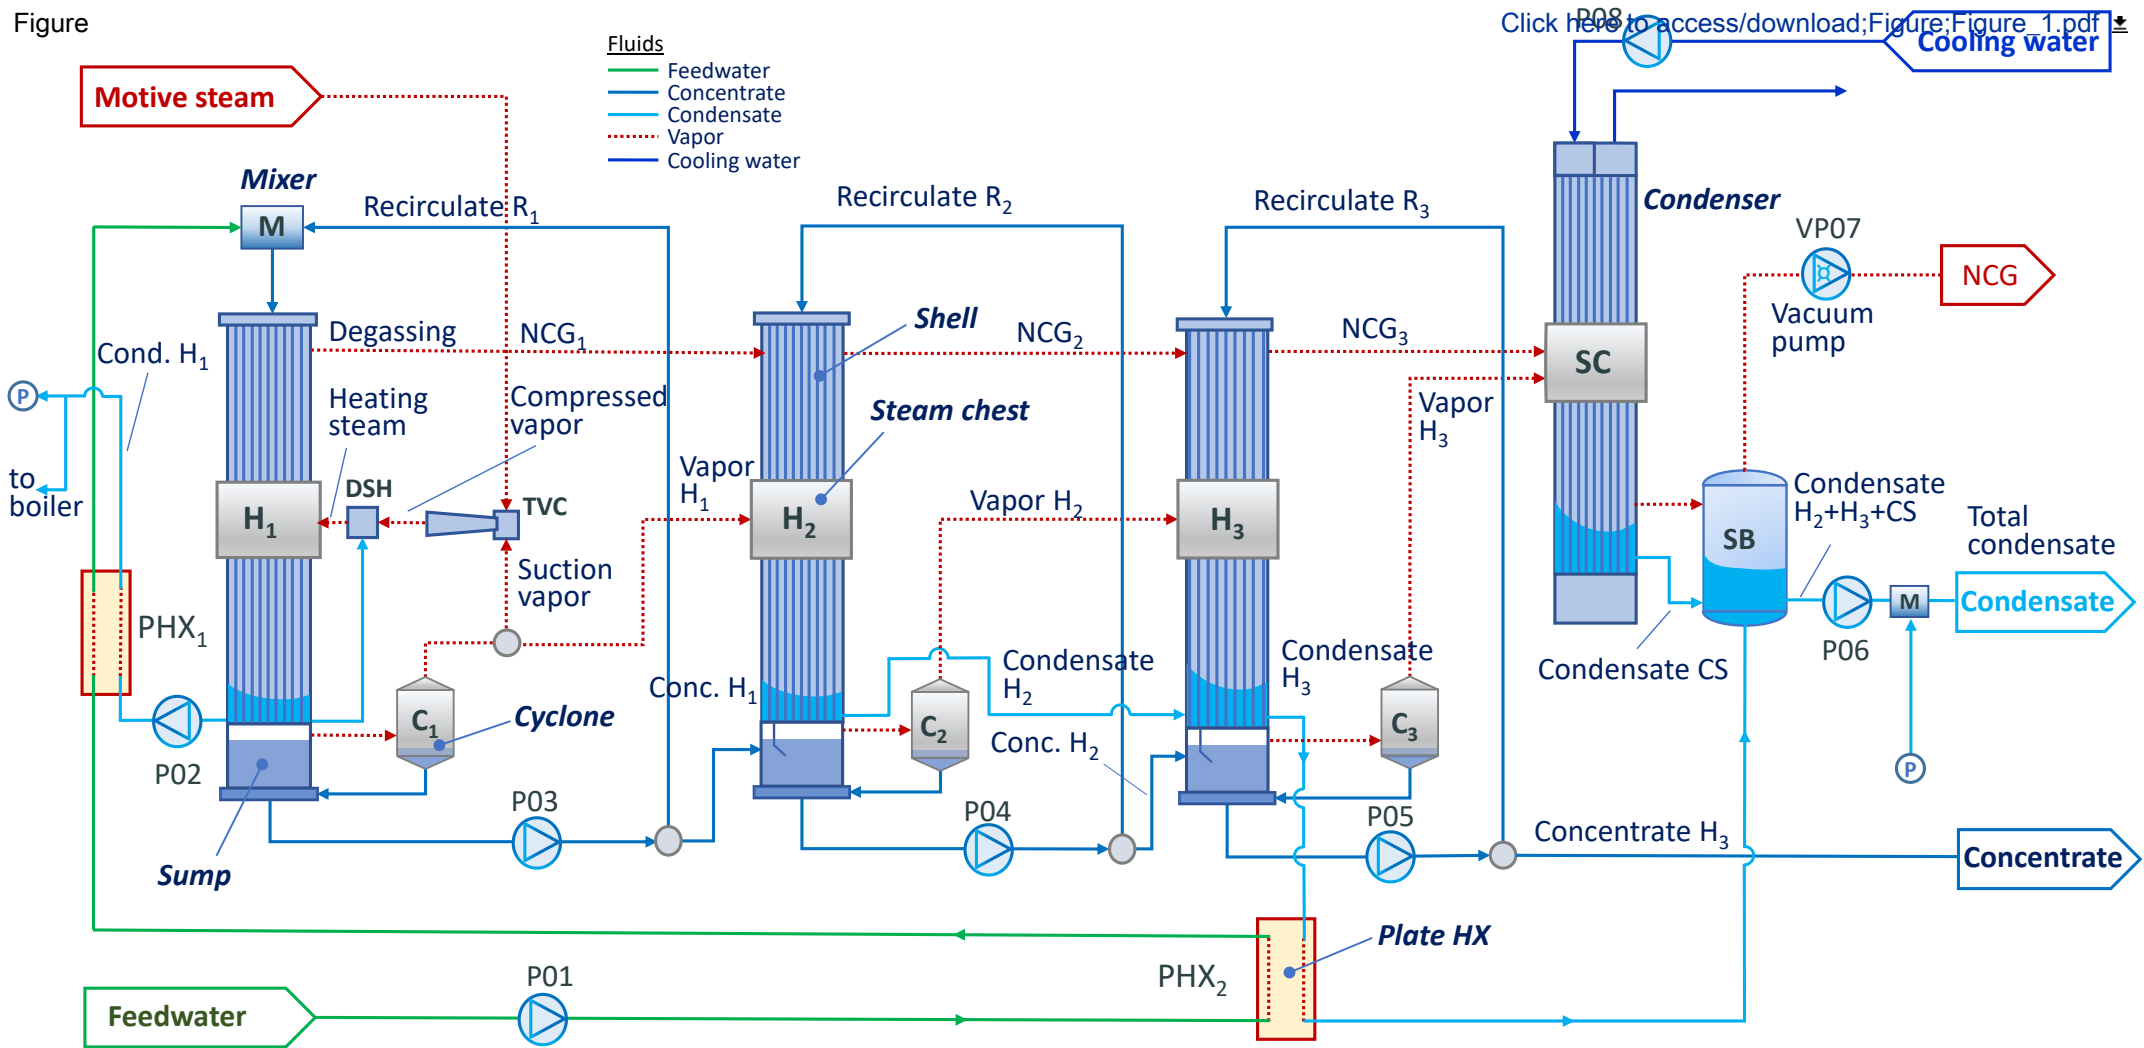 Figure
Click here to access/download;Figure;Figure_1.pdf
P08
Cooling water
Fluids
Feedwater
Concentrate
Condensate
Vapor
Cooling water
Motive steam
Mixer
M
Recirculate R1
Recirculate R2
Recirculate R3
Condenser
VP07
NCG
Vacuum
pump
Degassing
NCG1
Shell
NCG2
NCG3
SC
Cond. H1
P
to
boiler
Heating
steam
Compressed
vapor
Steam chest
Vapor
H3
DSH
TVC
H1
Vapor
H1
H2
Vapor H2
H3
Condensate
H2+H3+CS
SB
Total
condensate
Suction
vapor
PHX1
M
Condensate
P06
Condensate CS
Conc. H1
Condensate
H2
Condensate
H3
C1
Cyclone
C2
C3
P02
Conc. H2
P
Sump
P03
P04
P05
Concentrate H3
Concentrate
Plate HX
PHX2
P01
Feedwater